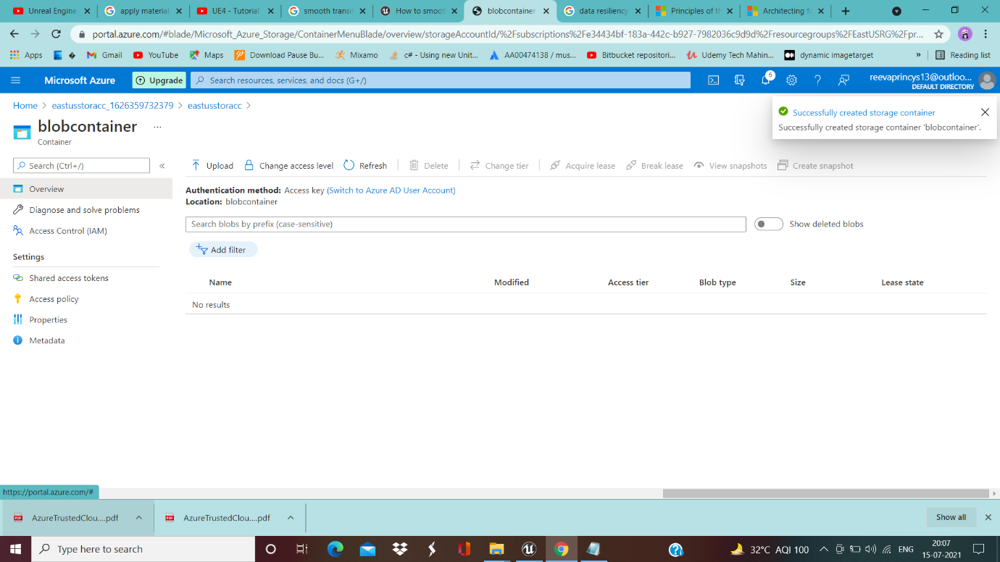 Unreal Engine
apply material
UE4 - Tutorial
smooth transit
How to smoot
blobcontainer
data resiliency
Principles of th
Architecting fo
portal.azure.com/#blade/Microsoft_Azure_Storage/ContainerMenuBlade/overview/storageAccountId/%2Fsubscriptions%2Fe34434bf-183a-442c-b927-7982036c9d9d%2Fresourcegroups%2FEastUSRG%2Fpr...
Apps
Gmail
YouTube
Maps
Download Pause Bu...
Mixamo
c# - Using new Unit...
AA00474138 / mus...
Bitbucket repositori...
Udemy Tech Mahin...
dynamic imagetarget
»
Reading list
Microsoft Azure
Upgrade
Search resources, services, and docs (G+/)
6
reevaprincys13@outloo...
DEFAULT DIRECTORY
Home > eastusstoracc_1626359732379 > eastusstoracc >
Successfully created storage container
Successfully created storage container 'blobcontainer'.
blobcontainer ...
Container
Search (Ctrl+/)
«
Upload
Change access level
Refresh
Delete
Change tier
Acquire lease
Break lease
View snapshots
Create snapshot
Overview
Diagnose and solve problems
Access Control (IAM)
Settings
Shared access tokens
Access policy
Properties
Metadata
Authentication method: Access key (Switch to Azure AD User Account)
Location: blobcontainer
Search blobs by prefix (case-sensitive)
Show deleted blobs
Add filter
Name
Modified
Access tier
Blob type
Size
Lease state
No results
https://portal.azure.com/#
PDF
AzureTrustedClou....pdf
PDF
AzureTrustedClou....pdf
Show all
Type here to search
32°C AQI 100
ENG
20:07
15-07-2021